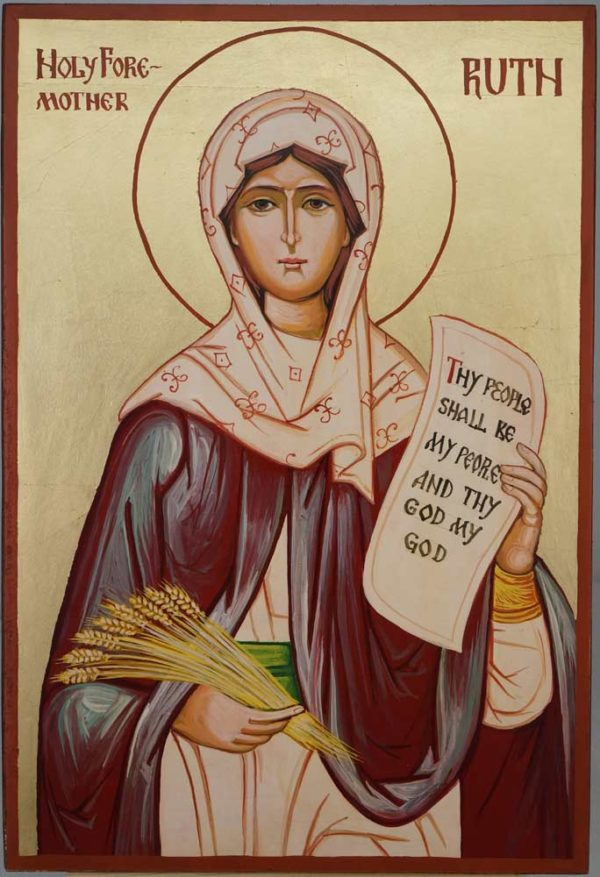 HOLY FORE~
MOTHER
RUTH
THY PEOPLE
SHALL BE
MY PEOPLE
AND THY
GOD MY
GOD